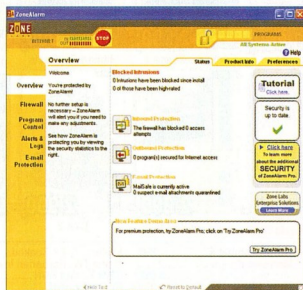 ZoneAlarm
ZONE
INTERNET
STOP
PROGRAMS
All Systems Active
Help
Overview
Status
Product Info
Preferences
Overview
Firewall
Program
Control
Alerts &
Logs
E-mail
Protection
Welcome
You're protected by
ZoneAlarm!
No further setup is
necessary – ZoneAlarm
will alert you if you need to
make any adjustments.
See how ZoneAlarm is
protecting you by viewing
the security statistics to the
right.
Blocked Intrusions
0 Intrusions have been blocked since install
0 of those have been high-rated
Inbound Protection
The firewall has blocked 0 access
attempts
Outbound Protection
0 program(s) secured for Internet access
E-mail Protection
MailSafe is currently active
0 suspect e-mail attachments quarantined
For premium protection, try ZoneAlarm Pro; click on 'Try ZoneAlarm Pro'
Try ZoneAlarm Pro
Tutorial
Click here.
Security is
up to date.
Click here
To learn more
about the additional
SECURITY
of ZoneAlarm Pro.
Zone Labs
Enterprise Solutions
Learn More
Reset to Default